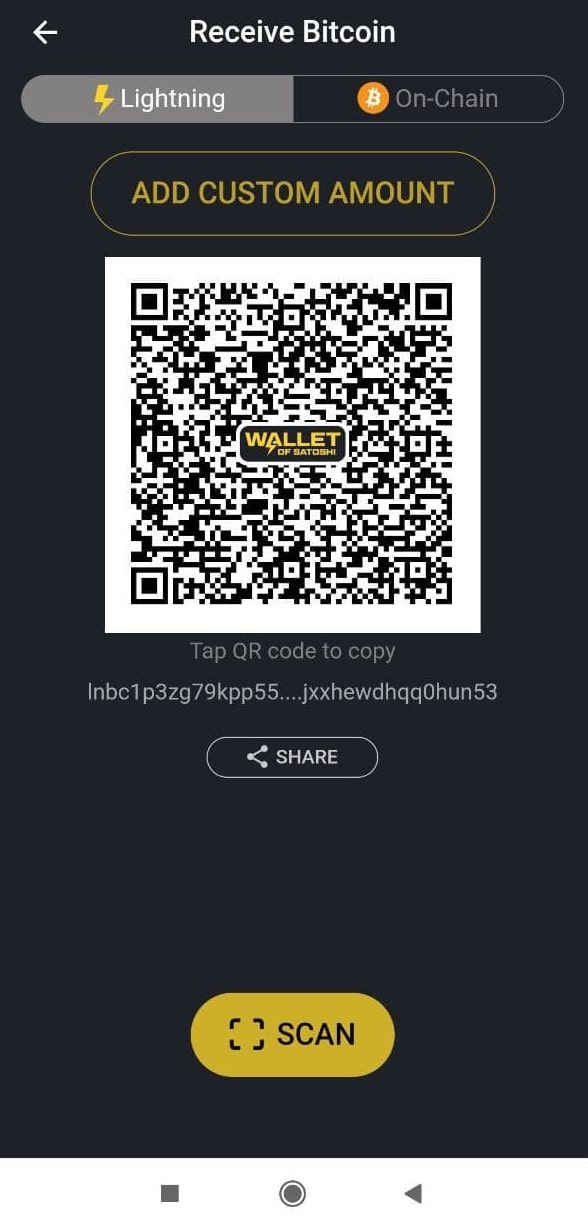 Receive Bitcoin
Lightning
On-Chain
ADD CUSTOM AMOUNT
WALLET
OF SATOSHI
Tap QR code to copy
lnbc1p3zg79kpp55....jxxhewdhqq0hun53
SHARE
SCAN